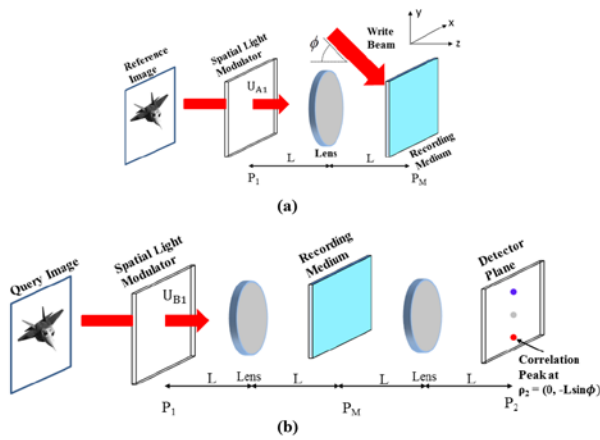 Reference
Image
Spatial Light
Modulator
U_A1
ϕ
Write
Beam
y
x
z
Lens
Recording
Medium
L
L
P_1
P_M
(a)
Query Image
Spatial Light
Modulator
U_B1
Recording
Medium
Detector
Plane
L
Lens
L
L
Lens
L
Correlation
Peak at
ρ_2 = (0, -Lsinϕ)
P_1
P_M
P_2
(b)